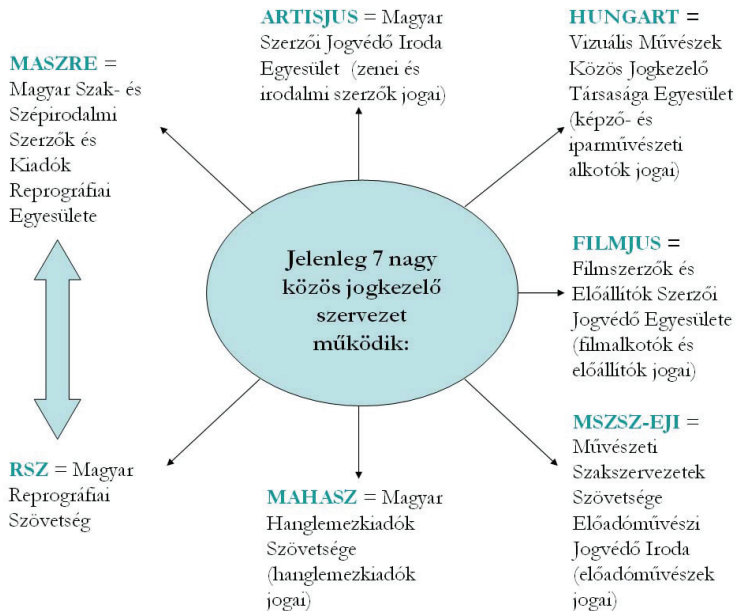 MASZRE =
Magyar Szak- és
Szépirodalmi
Szerzők és
Kiadók
Reprográfiai
Egyesülete
ARTISJUS = Magyar
Szerzői Jogvédő Iroda
Egyesület (zenei és
irodalmi szerzők jogai)
HUNGART =
Vizuális Művészek
Közös Jogkezelő
Társasága Egyesület
(képző- és
iparművészeti
alkotók jogai)
Jelenleg 7 nagy
közös jogkezelő
szervezet
működik:
FILMJUS =
Filmszerzők és
Előállítók Szerzői
Jogvédő Egyesülete
(filmalkotók és
előállítók jogai)
RSZ = Magyar
Reprográfiai
Szövetség
MAHASZ = Magyar
Hanglemezkiadók
Szövetsége
(hanglemezkiadók
jogai)
MSZSZ-EJI =
Művészeti
Szakszervezetek
Szövetsége
Előadóművészi
Jogvédő Iroda
(előadóművészek
jogai)